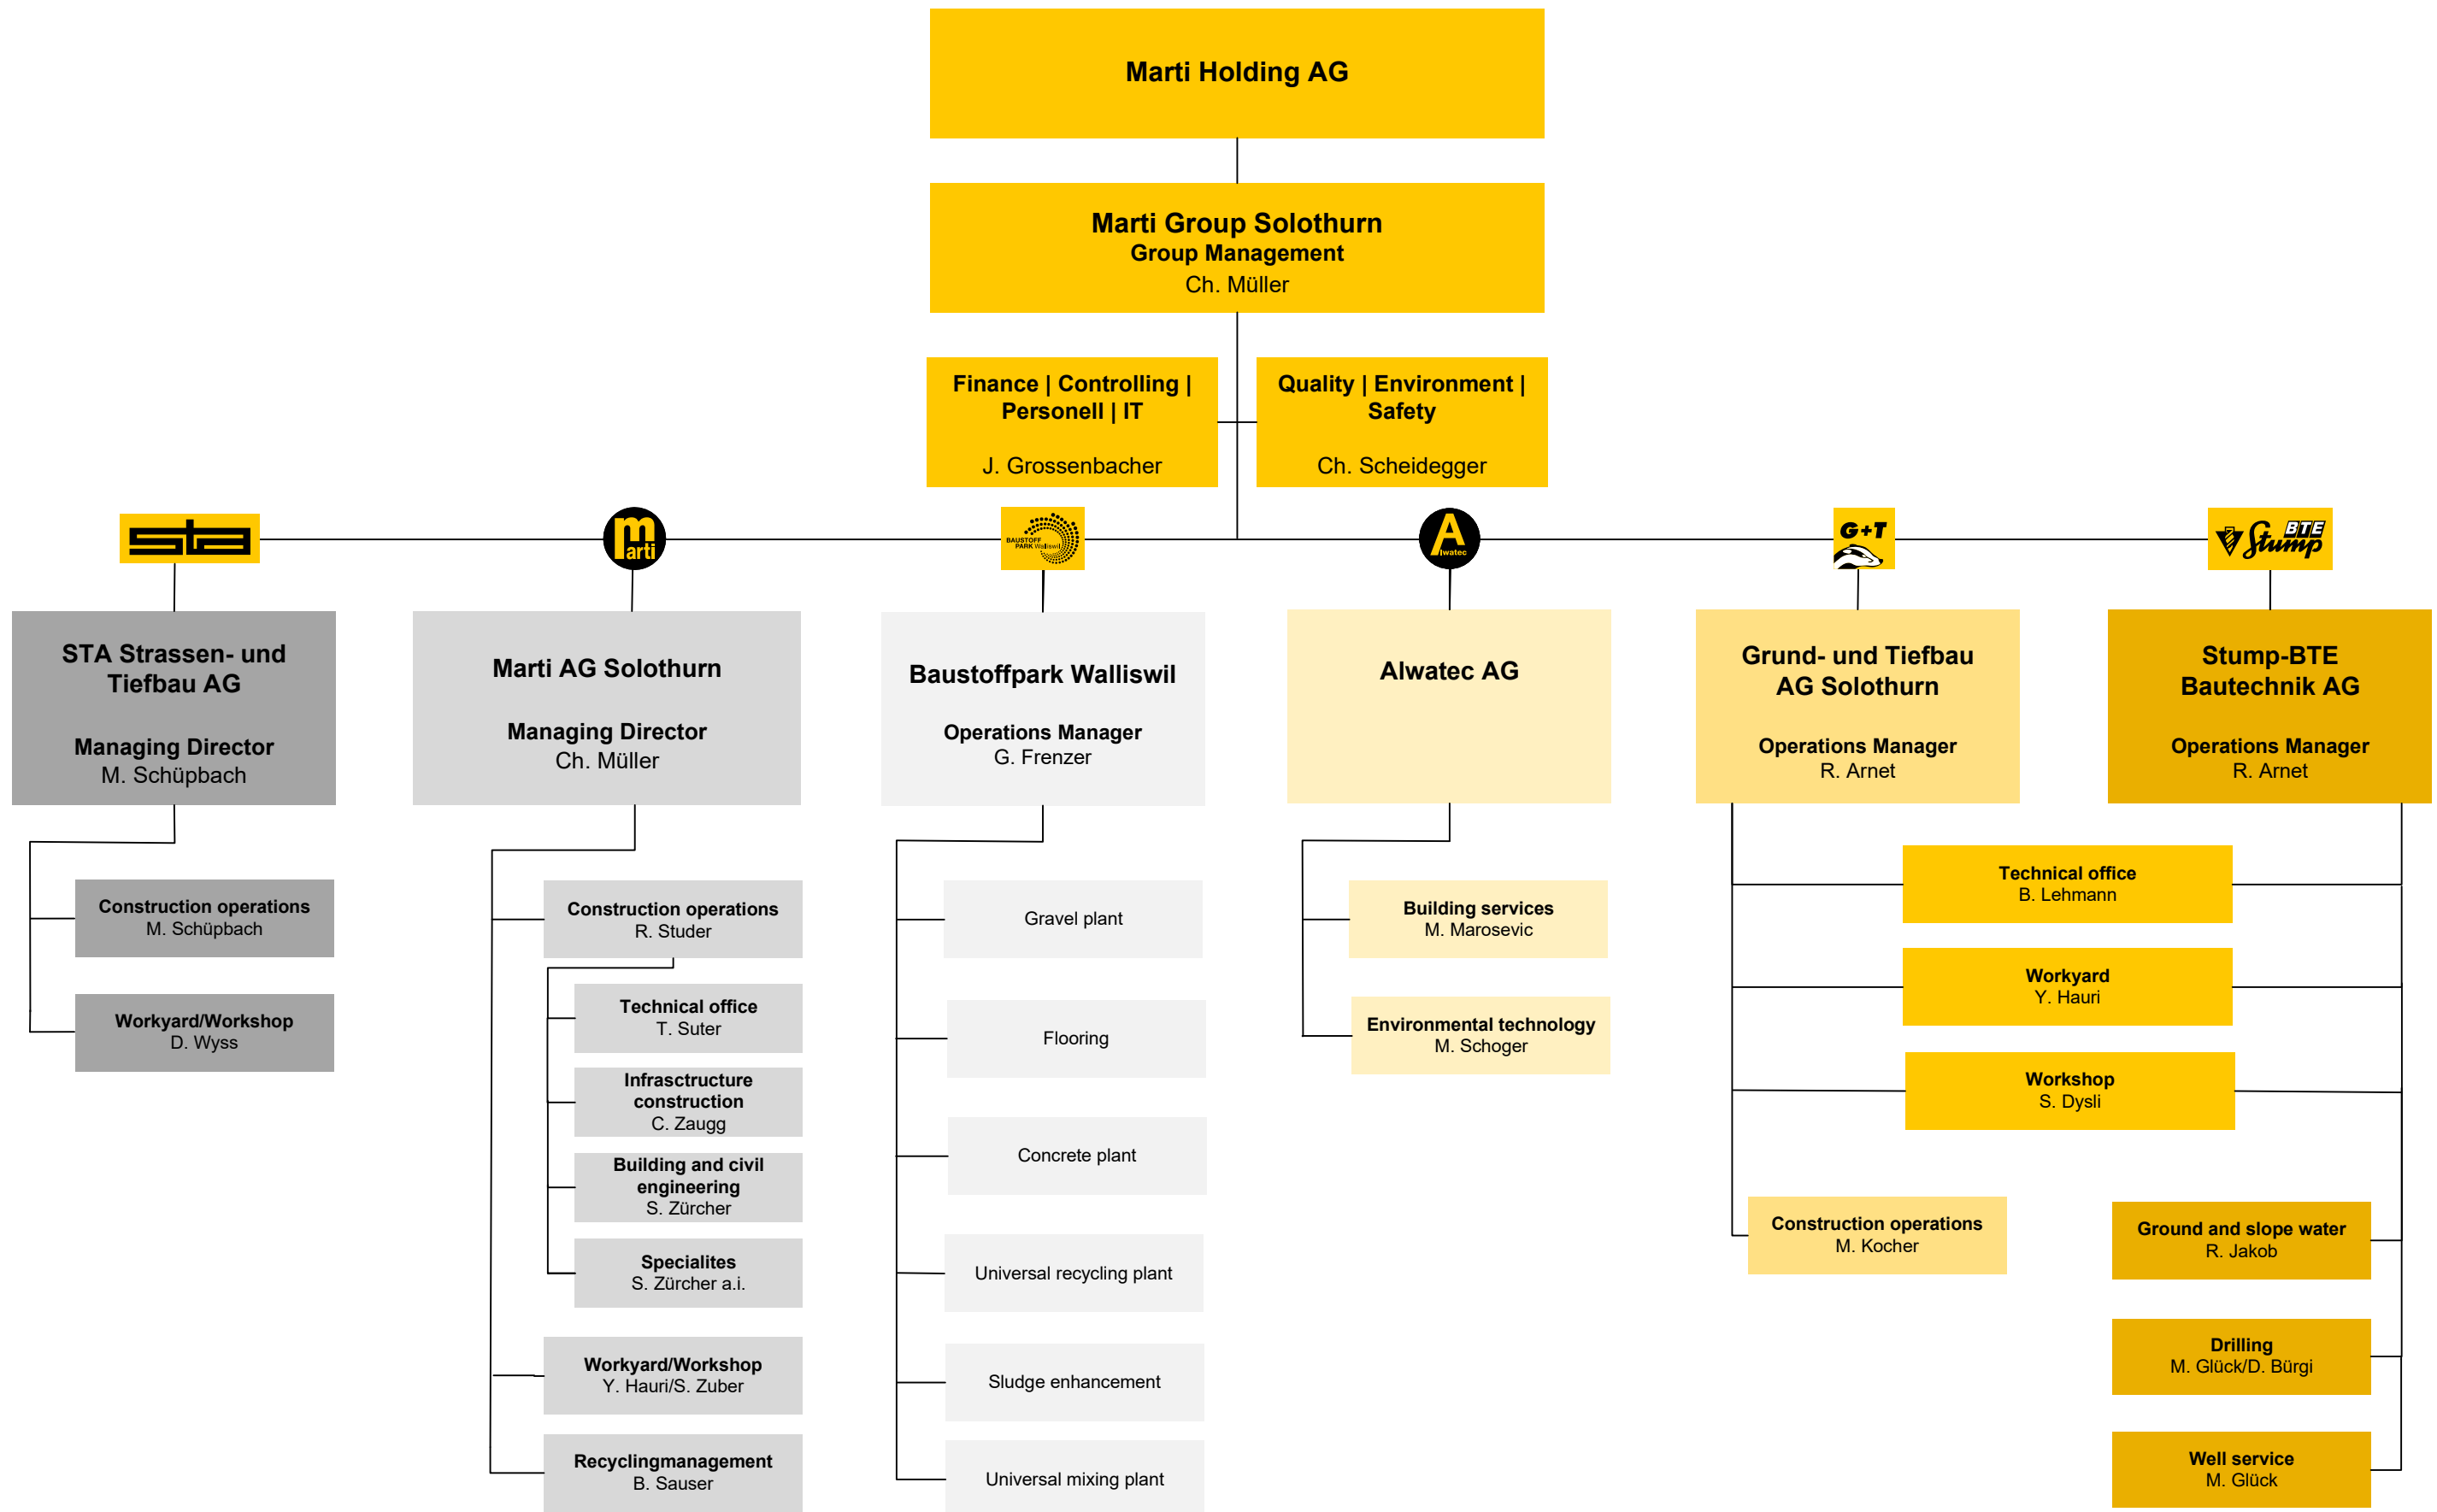 Marti Holding AG
Marti Group Solothurn
Group Management
Ch. Müller
Finance | Controlling |
Personell | IT
J. Grossenbacher
Quality | Environment |
Safety
Ch. Scheidegger
sta
marti
BAUSTOFF
PARK Walliswil
Alwatec
G+T
Stump BTE
STA Strassen- und
Tiefbau AG
Managing Director
M. Schüpbach
Construction operations
M. Schüpbach
Workyard/Workshop
D. Wyss
Marti AG Solothurn
Managing Director
Ch. Müller
Construction operations
R. Studer
Technical office
T. Suter
Infrasctructure
construction
C. Zaugg
Building and civil
engineering
S. Zürcher
Specialites
S. Zürcher a.i.
Workyard/Workshop
Y. Hauri/S. Zuber
Recyclingmanagement
B. Sauser
Baustoffpark Walliswil
Operations Manager
G. Frenzer
Gravel plant
Flooring
Concrete plant
Universal recycling plant
Sludge enhancement
Universal mixing plant
Alwatec AG
Building services
M. Marosevic
Environmental technology
M. Schoger
Grund- und Tiefbau
AG Solothurn
Operations Manager
R. Arnet
Stump-BTE
Bautechnik AG
Operations Manager
R. Arnet
Technical office
B. Lehmann
Workyard
Y. Hauri
Workshop
S. Dysli
Construction operations
M. Kocher
Ground and slope water
R. Jakob
Drilling
M. Glück/D. Bürgi
Well service
M. Glück